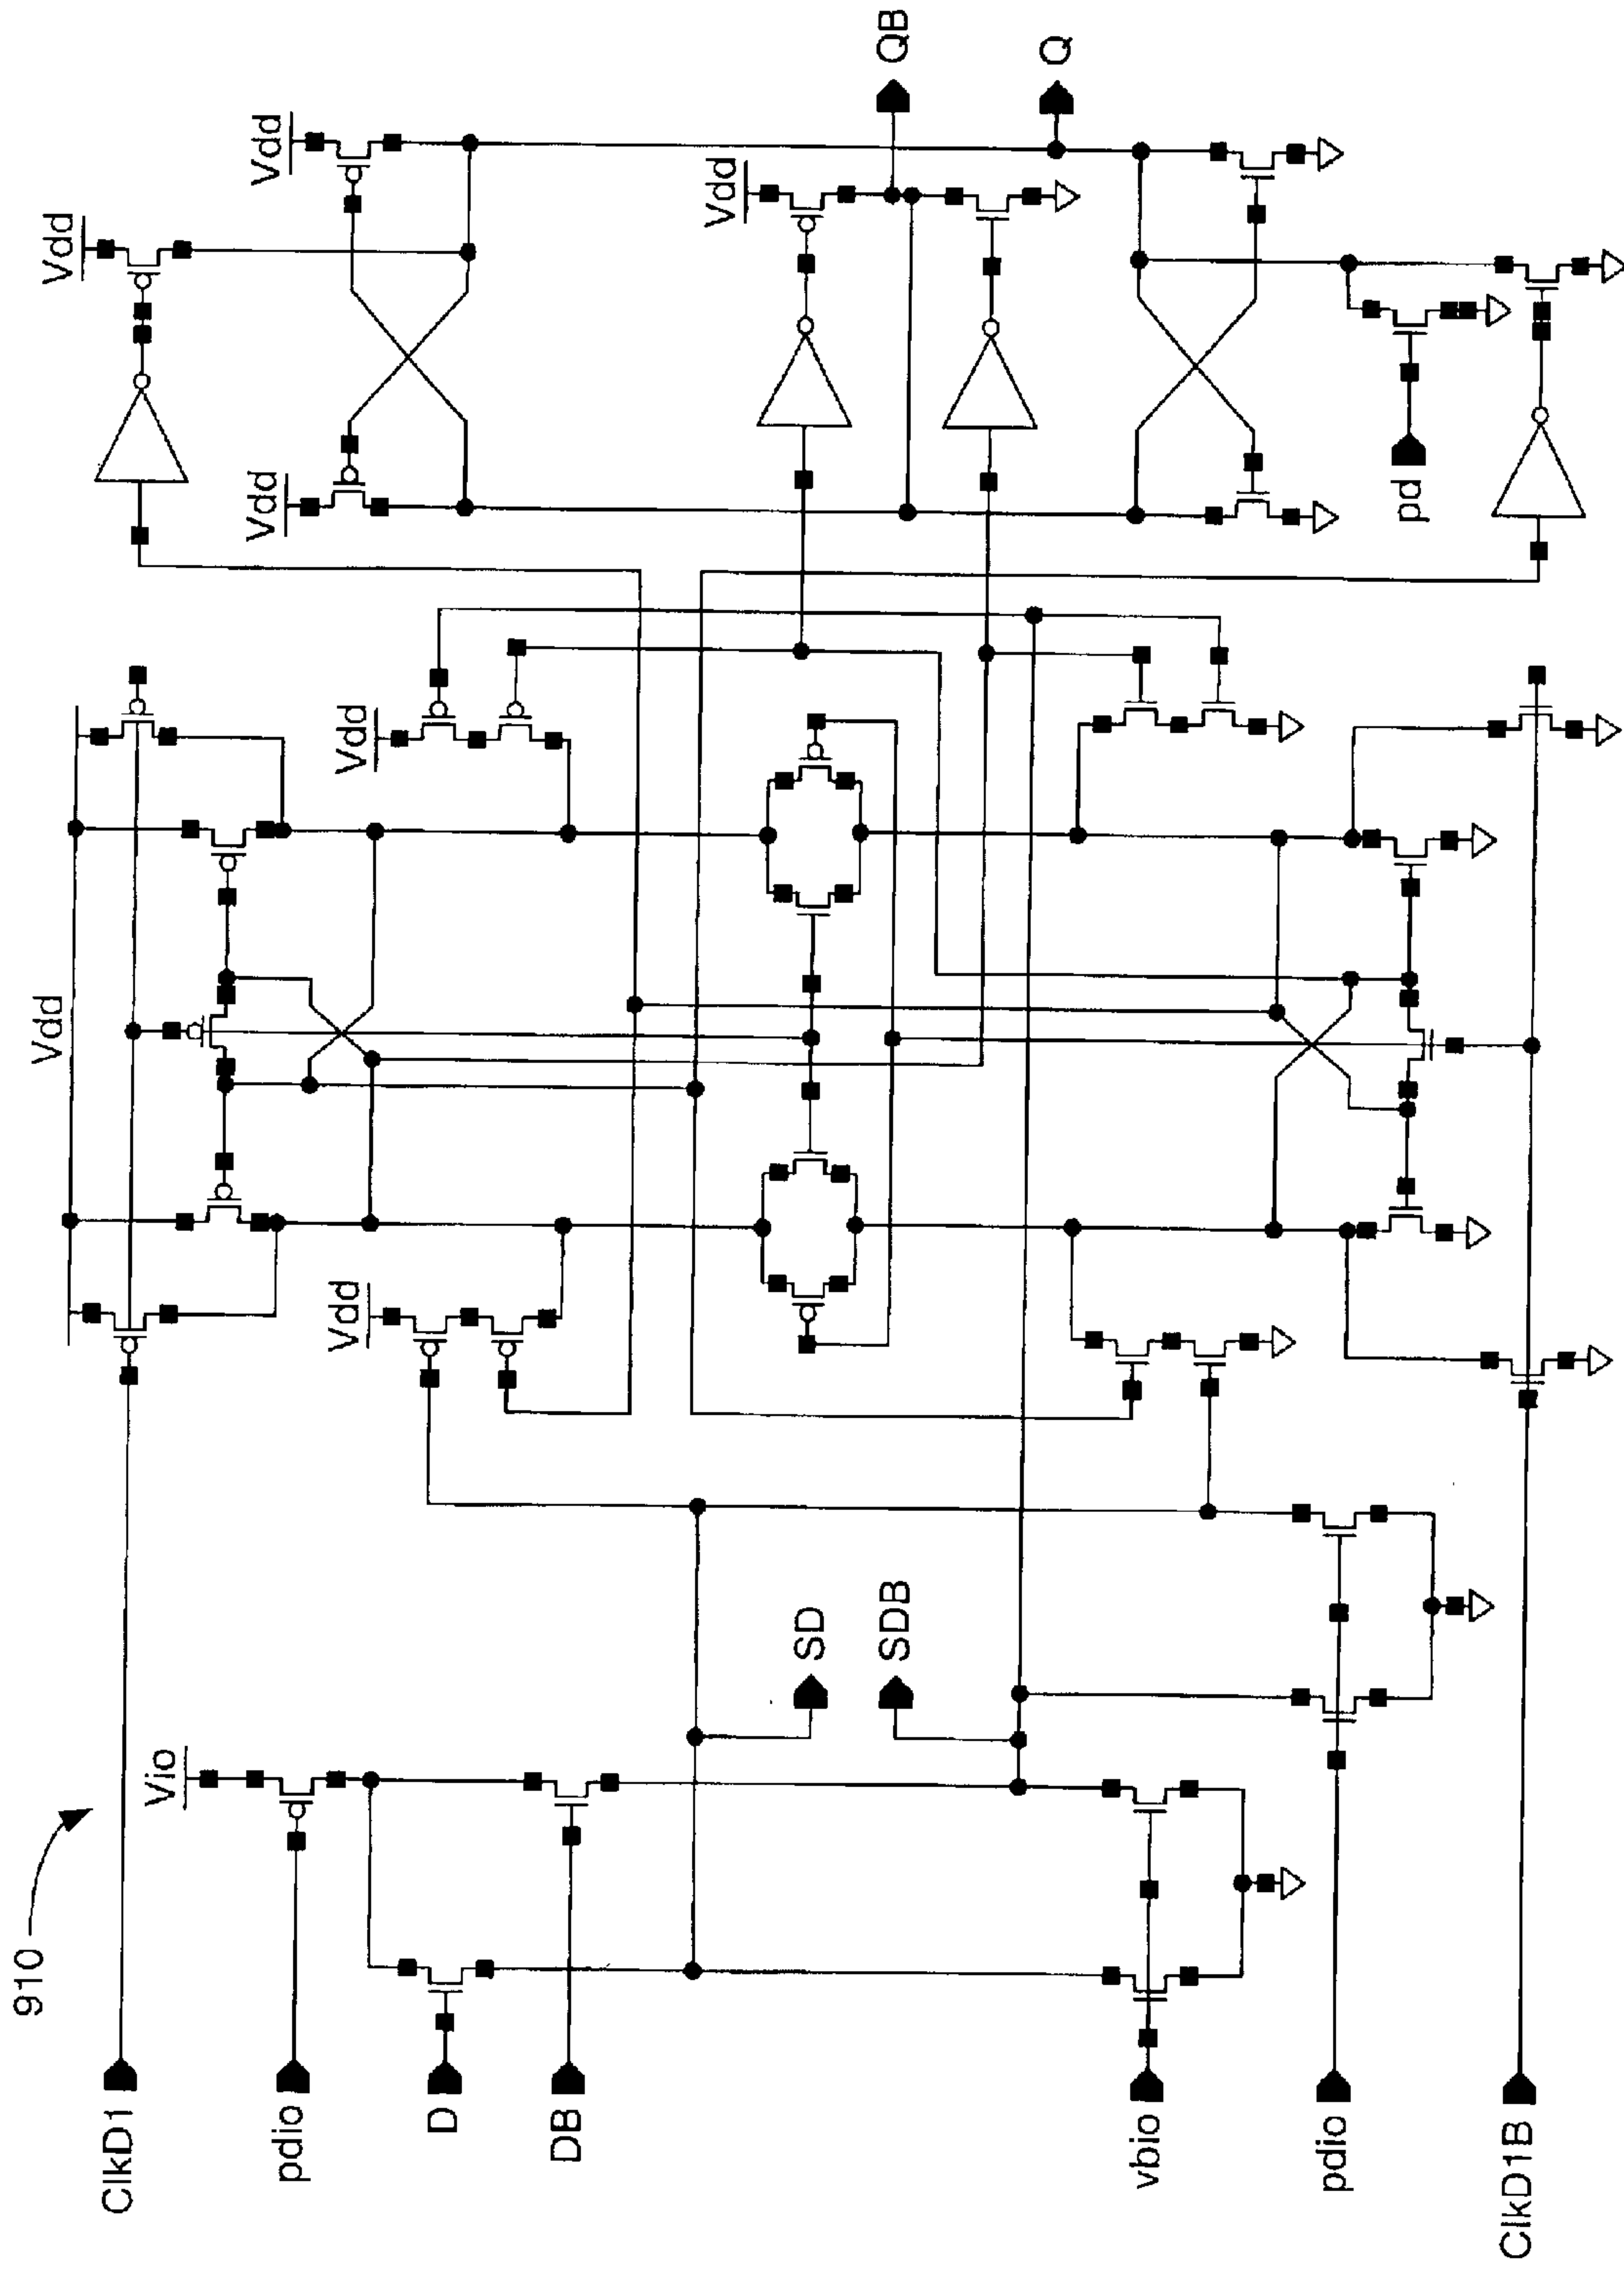 910
ClkD1
pdio
D
DB
vbio
pdio
ClkD1B
Vio
SD
SDB
Vdd
Vdd
Vdd
Vdd
Vdd
Vdd
Vdd
pd
QB
Q